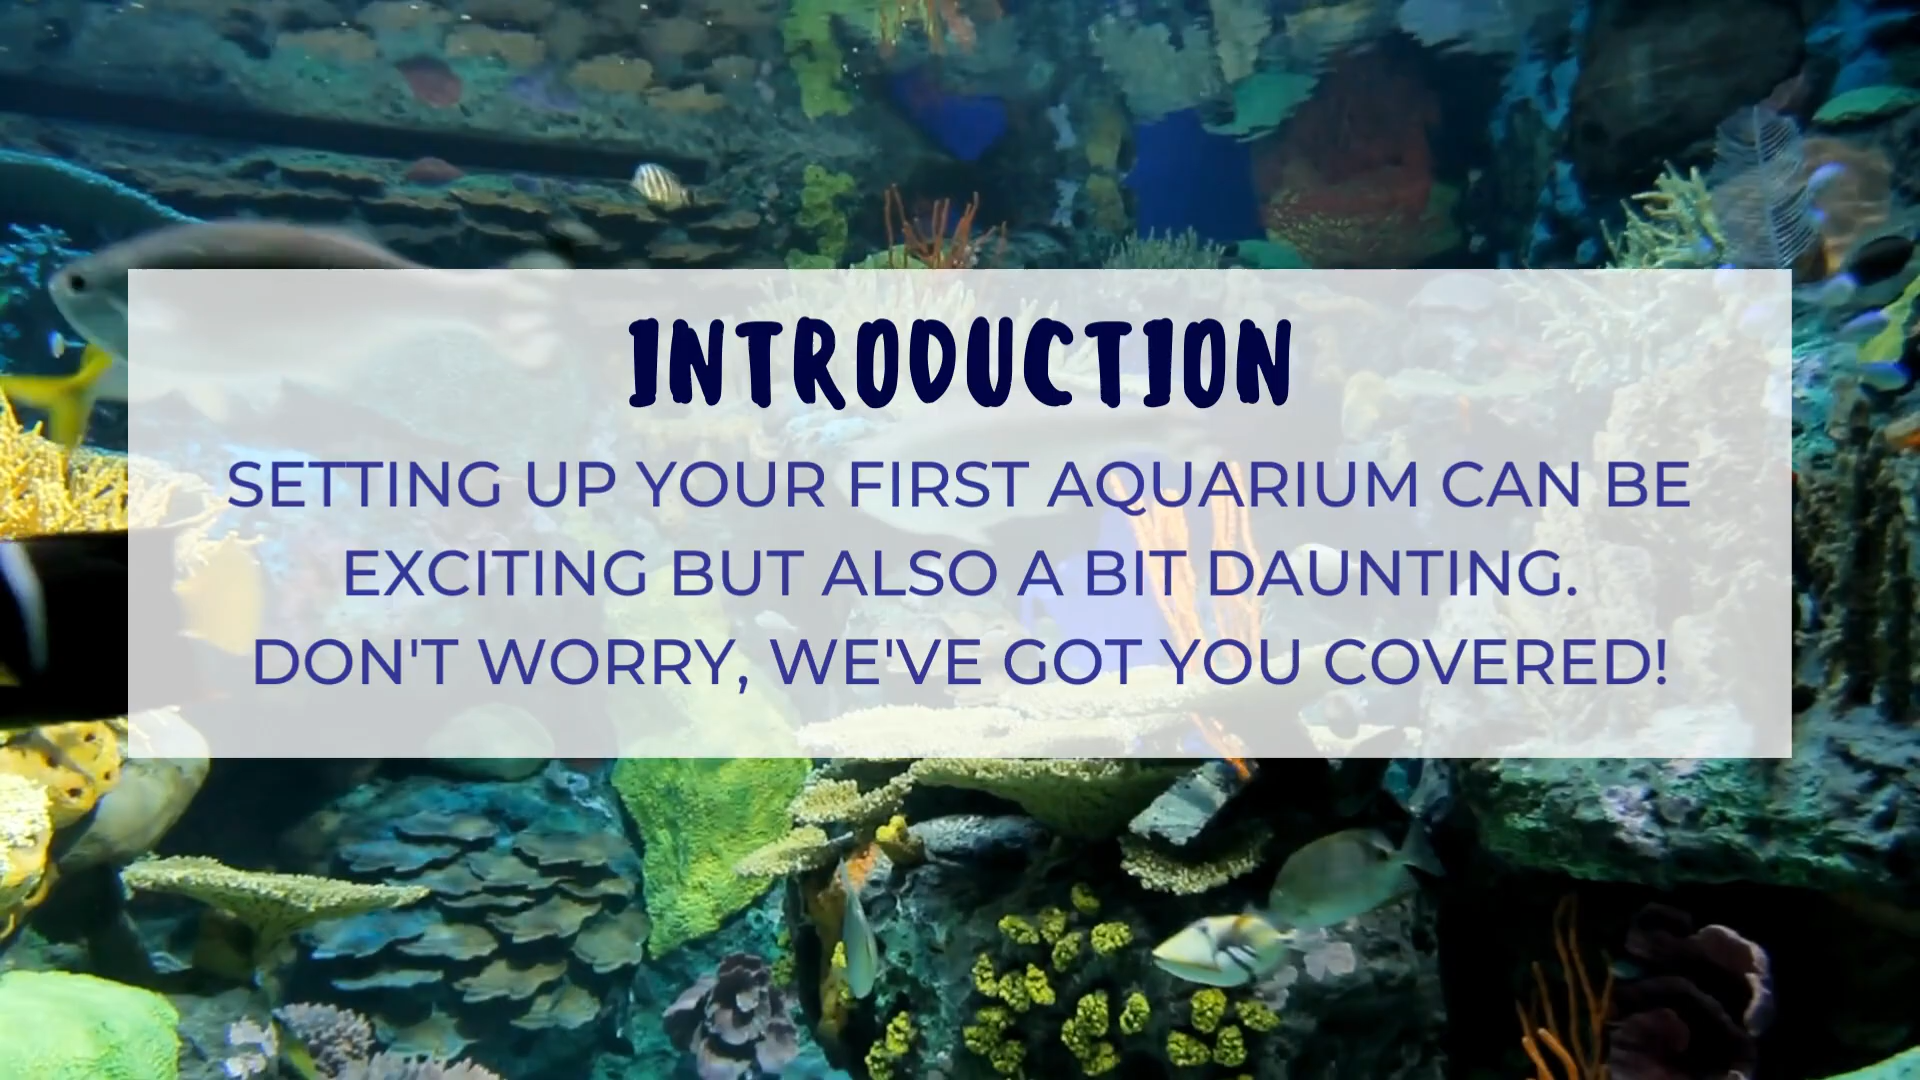 INTRODUCTION
SETTING UP YOUR FIRST AQUARIUM CAN BE
EXCITING BUT ALSO A BIT DAUNTING.
DON'T WORRY, WE'VE GOT YOU COVERED!